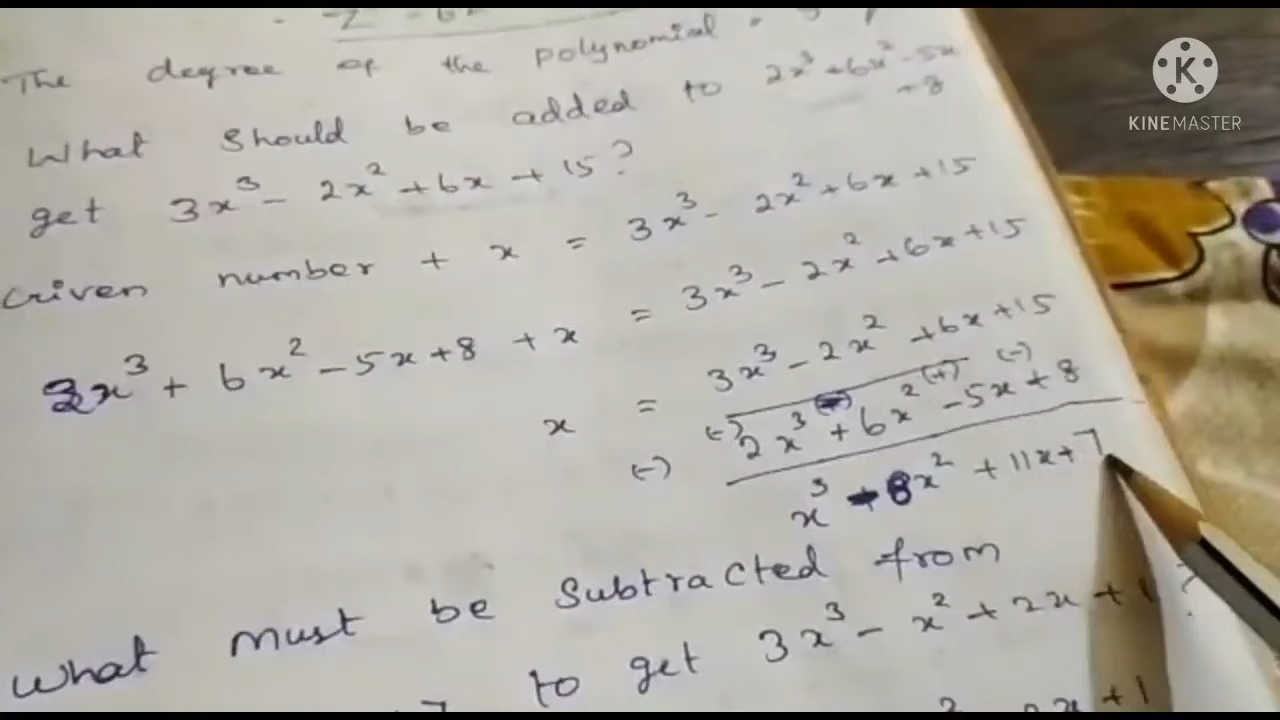 The degree of the polynomial
What should be added to 2x³+6x²-5x
+8
get 3x³ - 2x² + 6x + 15 ?
Given number + x = 3x³ - 2x² + 6x + 15
2x³ + 6x² - 5x + 8 + x = 3x³ - 2x² + 6x + 15
x = 3x³ - 2x² + 6x + 15
(-) (+) (-)
(-) 2x³ + 6x² - 5x + 8
x³ - 8x² + 11x + 7
What must be subtracted from
to get 3x³ - x² + 2x + 1 ?
KINEMASTER